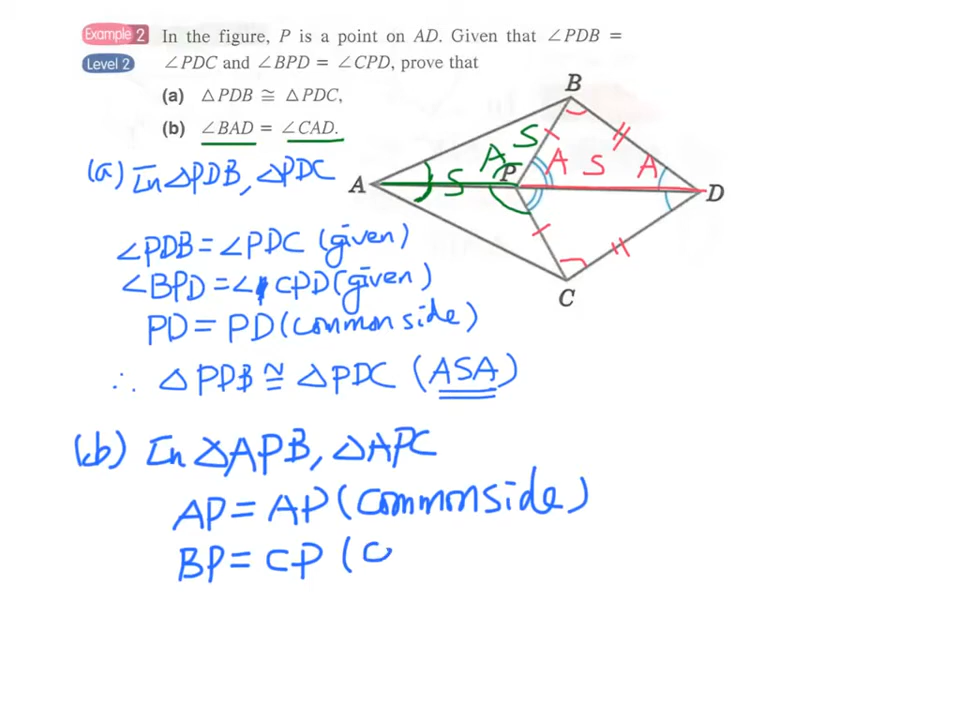 Example 2 In the figure, P is a point on AD. Given that ∠PDB =
Level 2 ∠PDC and ∠BPD = ∠CPD, prove that
(a) △PDB ≅ △PDC,
(b) ∠BAD = ∠CAD.
B
S
A
P
A S A
A
S
D
C
(a) In △PDB, △PDC
∠PDB = ∠PDC (given)
∠BPD = ∠CPD (given)
PD = PD (common side)
∴ △PDB ≅ △PDC (ASA)
(b) In △APB, △APC
AP = AP (common side)
BP = CP (C